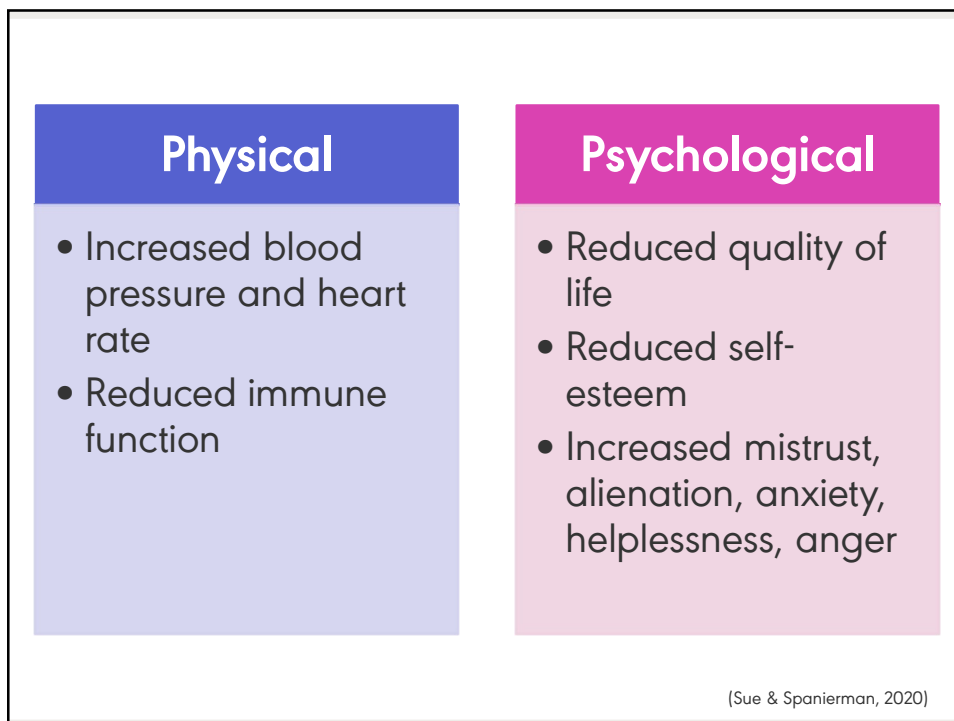 Physical
• Increased blood
pressure and heart
rate
• Reduced immune
function
Psychological
• Reduced quality of
life
• Reduced self-
esteem
• Increased mistrust,
alienation, anxiety,
helplessness, anger
(Sue & Spanierman, 2020)